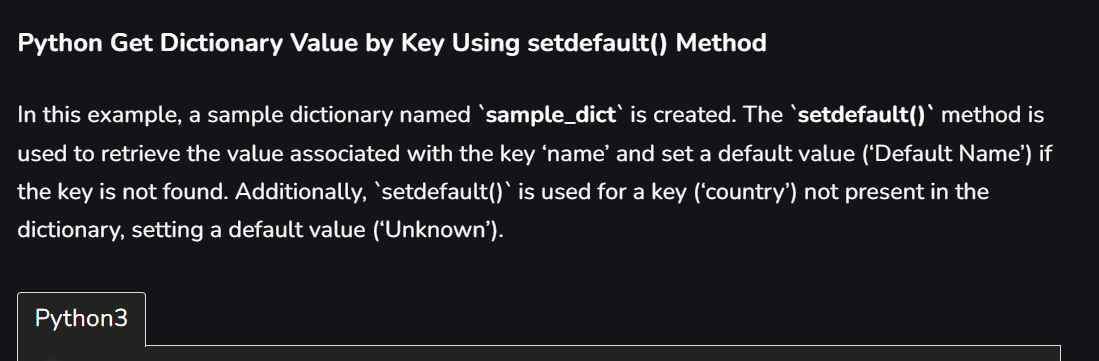 Python Get Dictionary Value by Key Using setdefault() Method
In this example, a sample dictionary named `sample_dict` is created. The `setdefault()` method is
used to retrieve the value associated with the key ‘name’ and set a default value (‘Default Name’) if
the key is not found. Additionally, `setdefault()` is used for a key (‘country’) not present in the
dictionary, setting a default value (‘Unknown’).
Python3